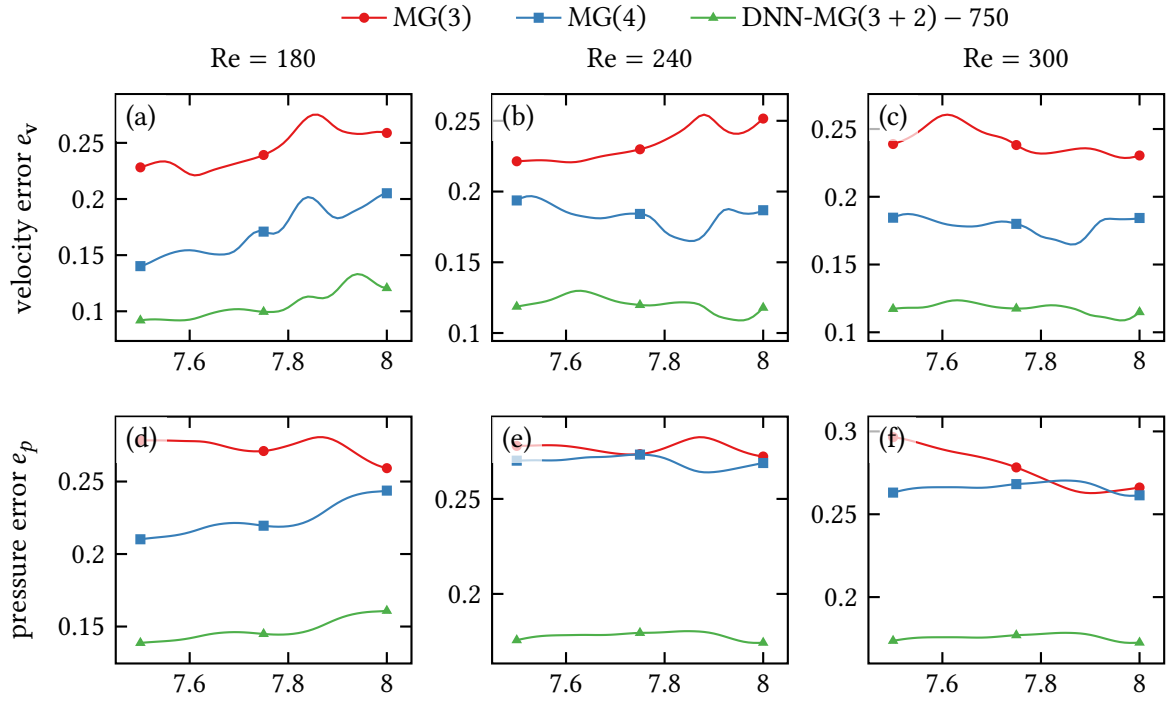 MG(3) MG(4) DNN-MG(3 + 2) − 750
Re = 180 Re = 240 Re = 300
velocity error e_v
(a)
0.25
0.2
0.15
0.1
7.6 7.8 8
(b)
0.25
0.2
0.15
0.1
7.6 7.8 8
(c)
0.25
0.2
0.15
0.1
7.6 7.8 8
pressure error e_p
(d)
0.25
0.2
0.15
7.6 7.8 8
(e)
0.25
0.2
7.6 7.8 8
(f)
0.3
0.25
0.2
7.6 7.8 8